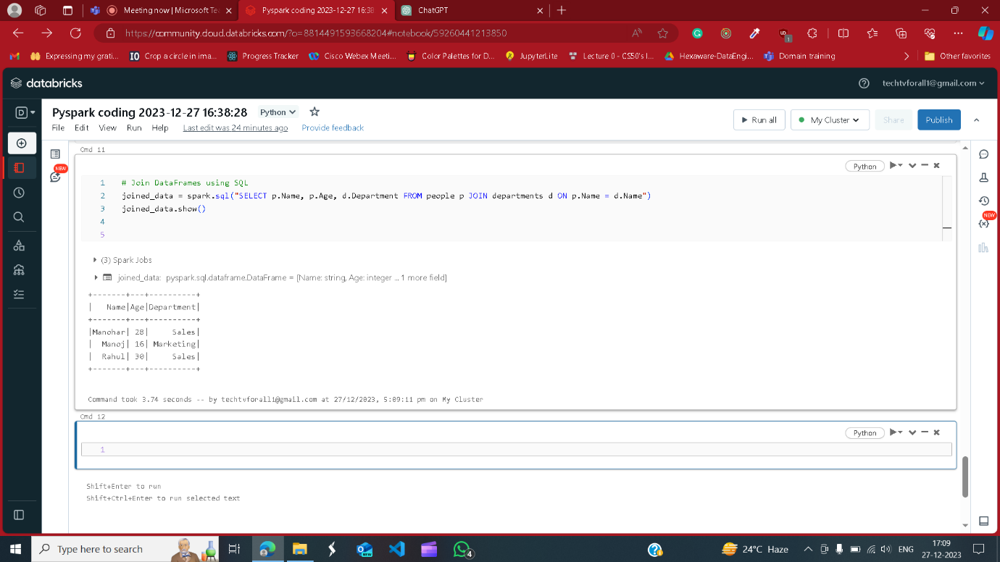 Meeting now | Microsoft Tea
Pyspark coding 2023-12-27 16:38
ChatGPT
https://community.cloud.databricks.com/?o=8814491593668204#notebook/59260441213850
Expressing my grati...
Crop a circle in ima...
Progress Tracker
Cisco Webex Meeti...
Color Palettes for D...
JupyterLite
Lecture 0 - CS50's I...
Hexaware-DataEngi...
Domain training
Other favorites
databricks
techtvforall1@gmail.com
D
Pyspark coding 2023-12-27 16:38:28
Python
File Edit View Run Help Last edit was 24 minutes ago Provide feedback
Run all
My Cluster
Share
Publish
NEW
NEW
Cmd 11
Python
1 # Join DataFrames using SQL
2 joined_data = spark.sql("SELECT p.Name, p.Age, d.Department FROM people p JOIN departments d ON p.Name = d.Name")
3 joined_data.show()
4
5
(3) Spark Jobs
joined_data: pyspark.sql.dataframe.DataFrame = [Name: string, Age: integer ... 1 more field]
+-------+---+----------+
|   Name|Age|Department|
+-------+---+----------+
|Manohar| 28|     Sales|
|  Manoj| 16| Marketing|
|  Rahul| 30|     Sales|
+-------+---+----------+
Command took 3.74 seconds -- by techtvforall1@gmail.com at 27/12/2023, 5:09:11 pm on My Cluster
Cmd 12
Python
1
Shift+Enter to run
Shift+Ctrl+Enter to run selected text
Type here to search
4
24°C Haze
ENG
17:09
27-12-2023